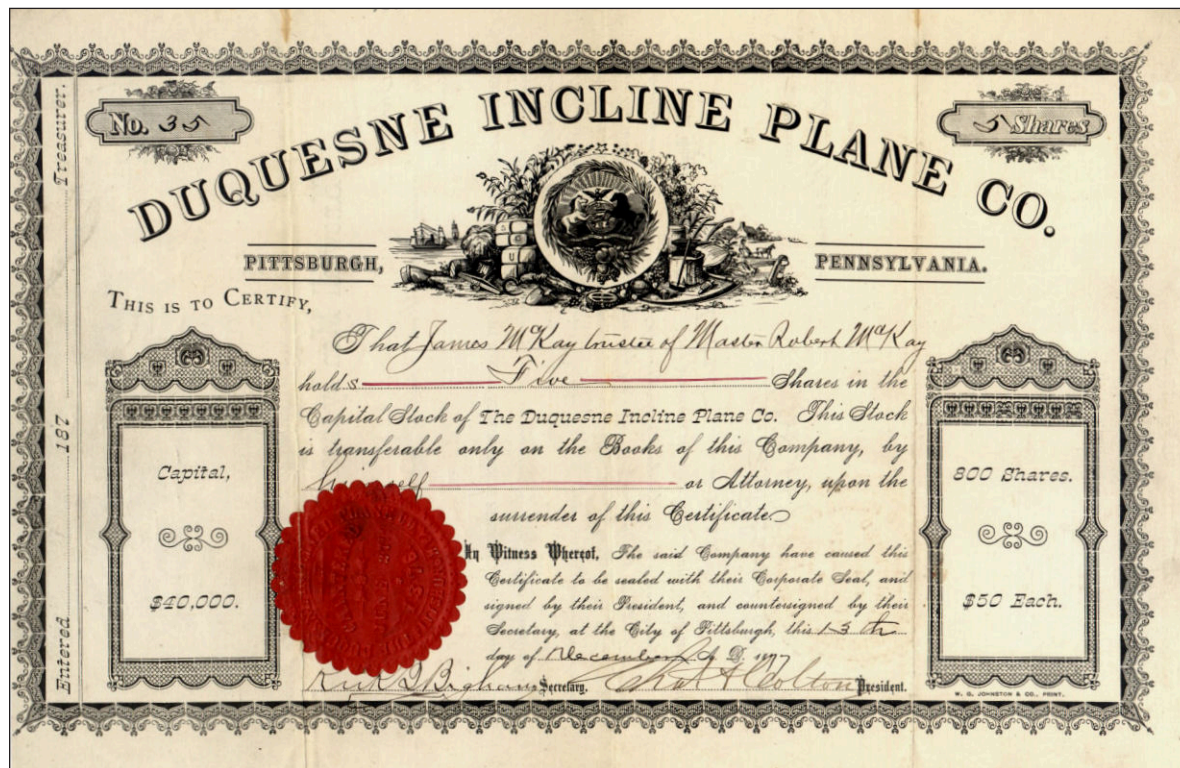 No. 35
5 Shares
DUQUESNE INCLINE PLANE CO.
PITTSBURGH,
PENNSYLVANIA.
THIS IS TO CERTIFY,
That James McKay trustee of Master Robert McKay
holds Five Shares in the
Capital Stock of The Duquesne Incline Plane Co. This Stock
is transferable only on the Books of this Company, by
himself or Attorney, upon the
surrender of this Certificate
In Witness Whereof, The said Company have caused this
Certificate to be sealed with their Corporate Seal, and
signed by their President, and countersigned by their
Secretary, at the City of Pittsburgh, this 13th
day of December A. D. 1877
Secretary. President.
Capital,
$40,000.
800 Shares.
$50 Each.
W. G. JOHNSTON & CO., PRINT.
Entered 187 Treasurer.